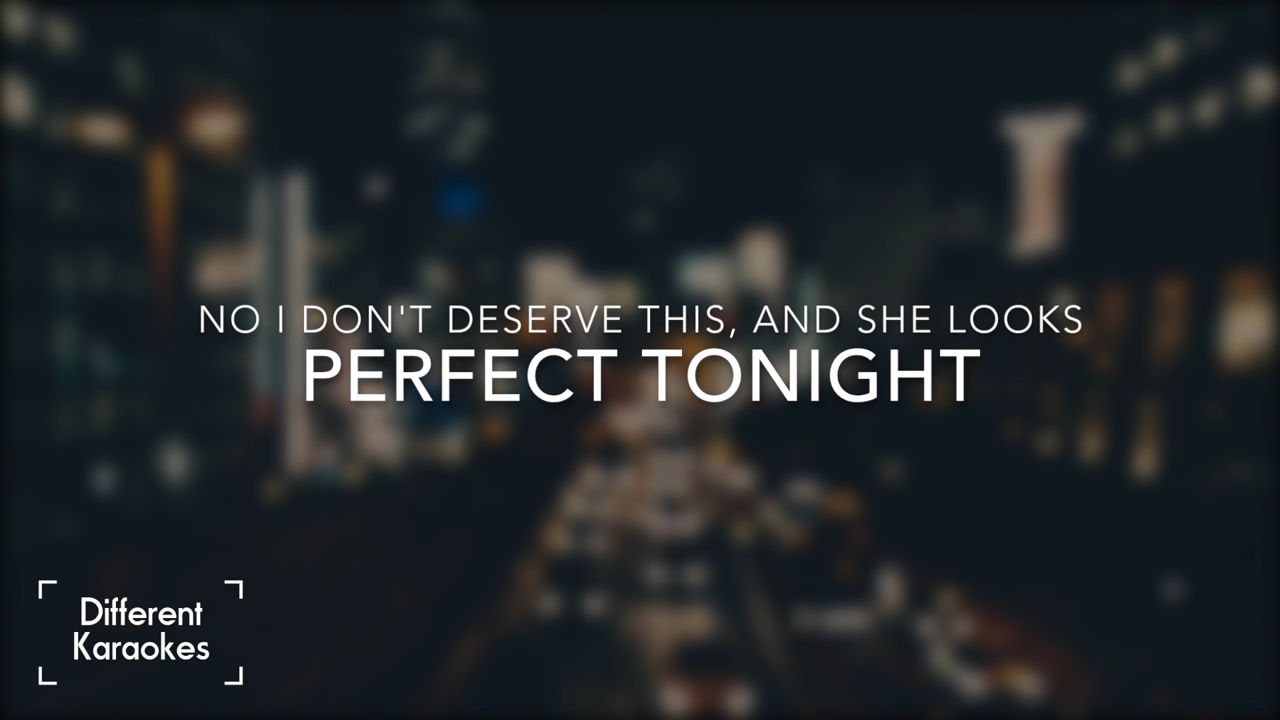 NO I DON'T DESERVE THIS, AND SHE LOOKS
PERFECT TONIGHT
Different
Karaokes